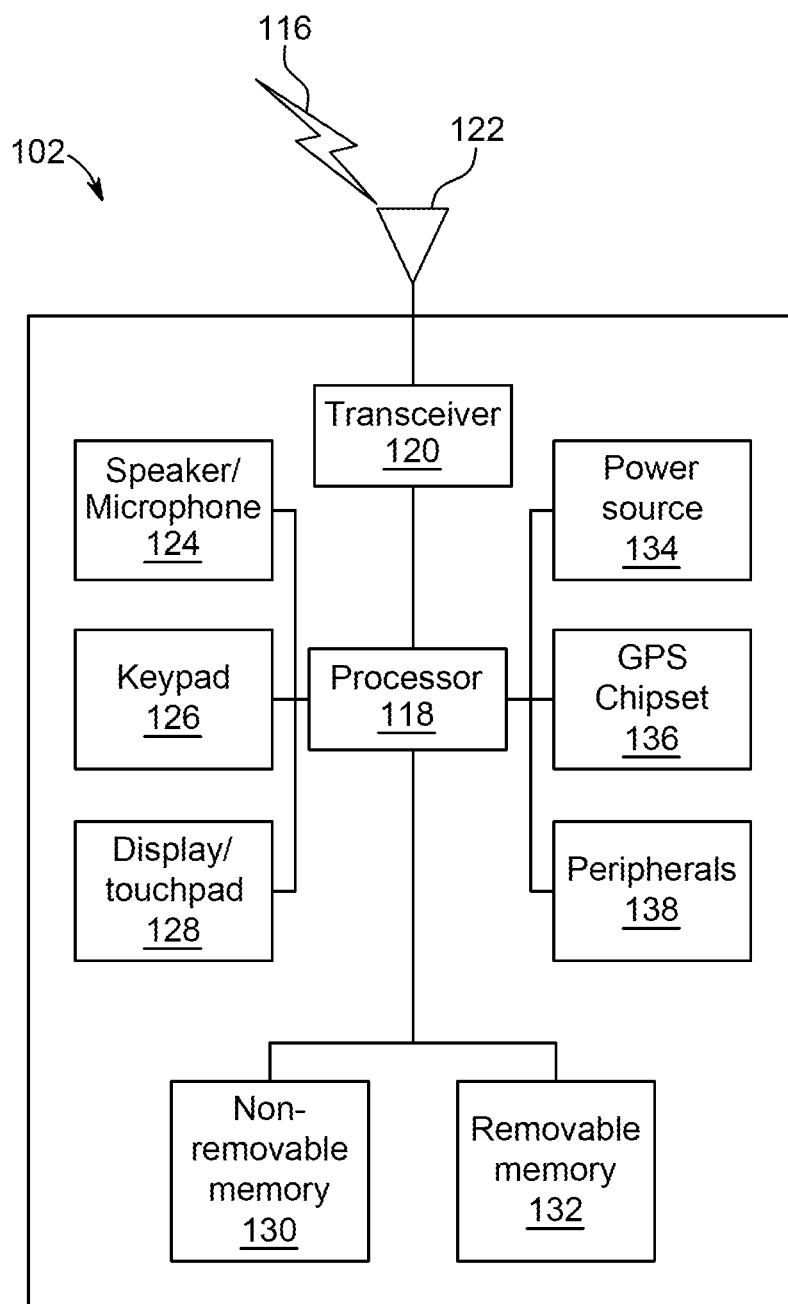 116
122
102
Transceiver
120
Speaker/
Microphone
124
Power
source
134
Keypad
126
Processor
118
GPS
Chipset
136
Display/
touchpad
128
Peripherals
138
Non-
removable
memory
130
Removable
memory
132